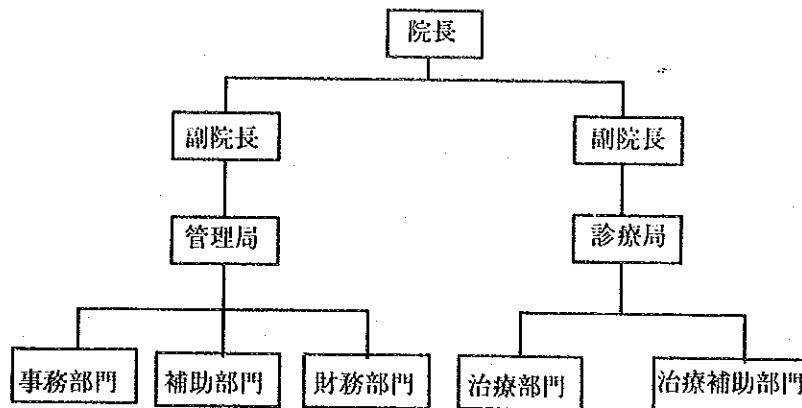 院長
副院長
副院長
管理局
診療局
事務部門
補助部門
財務部門
治療部門
治療補助部門